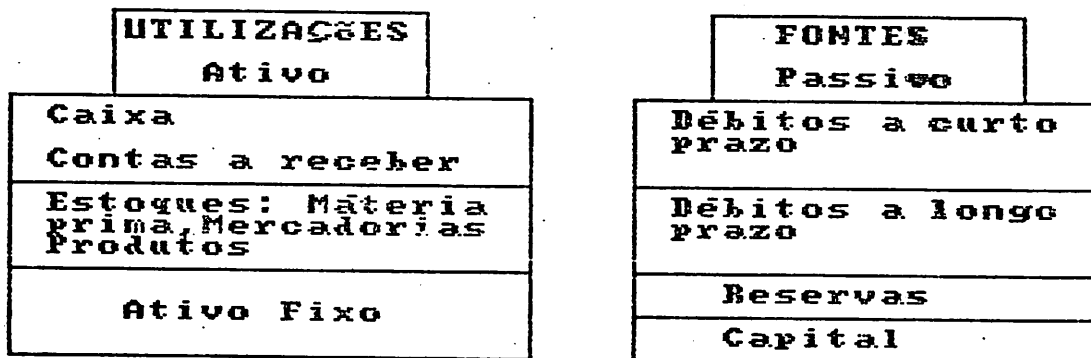 UTILIZAÇõES
Ativo
Caixa
Contas a receber
Estoques: Matéria
prima,Mercadorias
Produtos
Ativo Fixo
FONTES
Passivo
Débitos a curto
prazo
Débitos a longo
prazo
Reservas
Capital